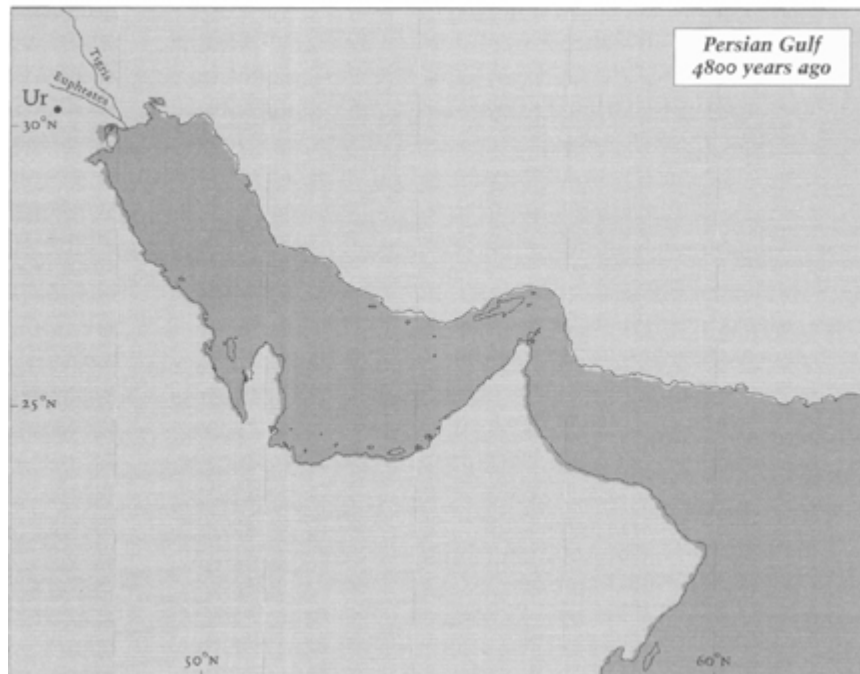 Persian Gulf
4800 years ago
Tigris
Euphrates
Ur
30°N
25°N
50°N
60°N